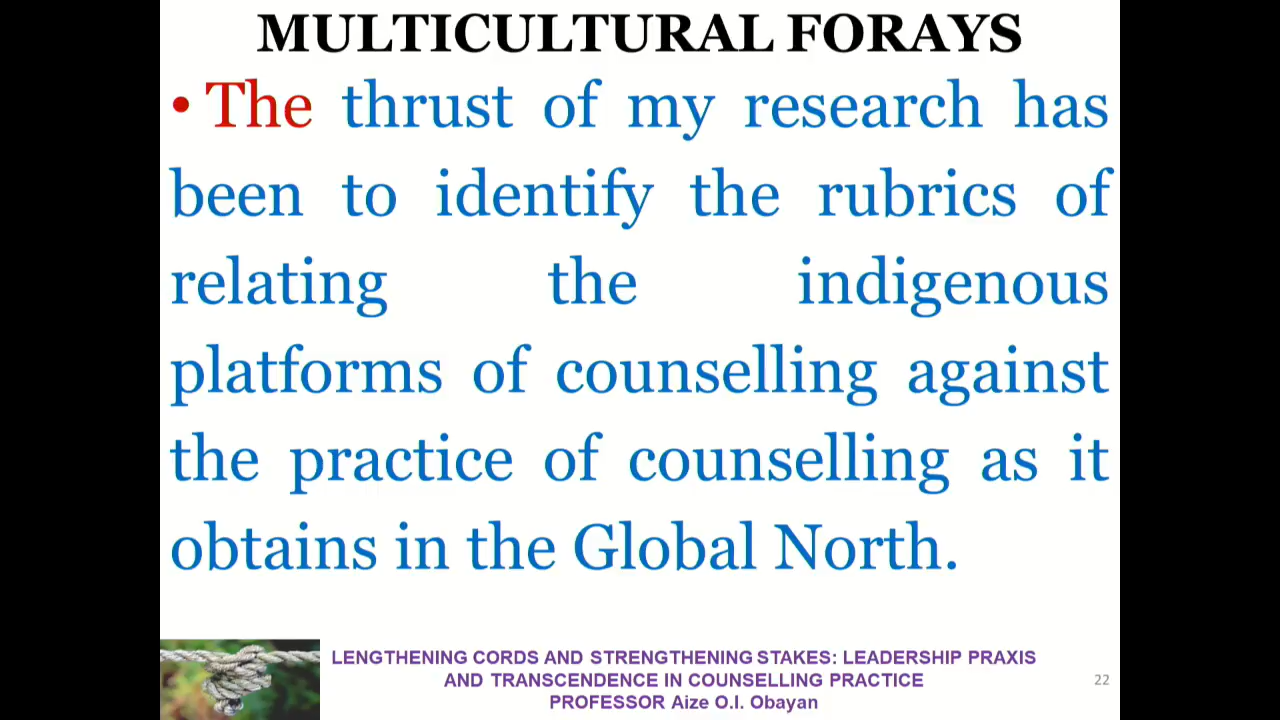 MULTICULTURAL FORAYS
• The thrust of my research has
been to identify the rubrics of
relating the indigenous
platforms of counselling against
the practice of counselling as it
obtains in the Global North.
LENGTHENING CORDS AND STRENGTHENING STAKES: LEADERSHIP PRAXIS
AND TRANSCENDENCE IN COUNSELLING PRACTICE
PROFESSOR Aize O.I. Obayan
22